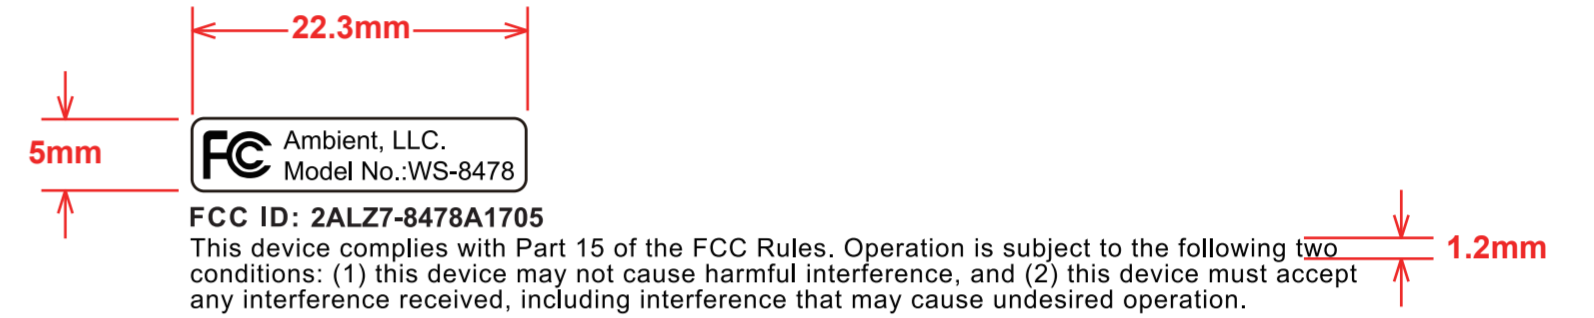 22.3mm
5mm
FC Ambient, LLC.
Model No.:WS-8478
FCC ID: 2ALZ7-8478A1705
This device complies with Part 15 of the FCC Rules. Operation is subject to the following two
conditions: (1) this device may not cause harmful interference, and (2) this device must accept
any interference received, including interference that may cause undesired operation.
1.2mm